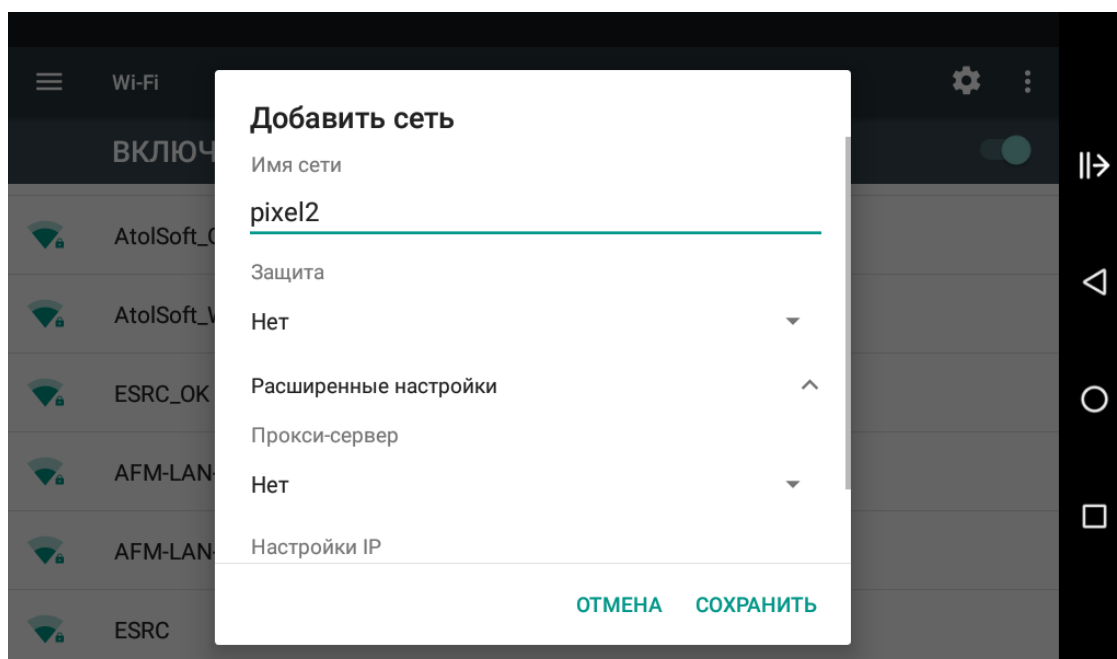 Wi-Fi
ВКЛЮЧ
Добавить сеть
Имя сети
pixel2
Защита
Нет
Расширенные настройки
Прокси-сервер
Нет
Настройки IP
ОТМЕНА СОХРАНИТЬ
AtolSoft_
AtolSoft_
ESRC_OK
AFM-LAN-
AFM-LAN-
ESRC